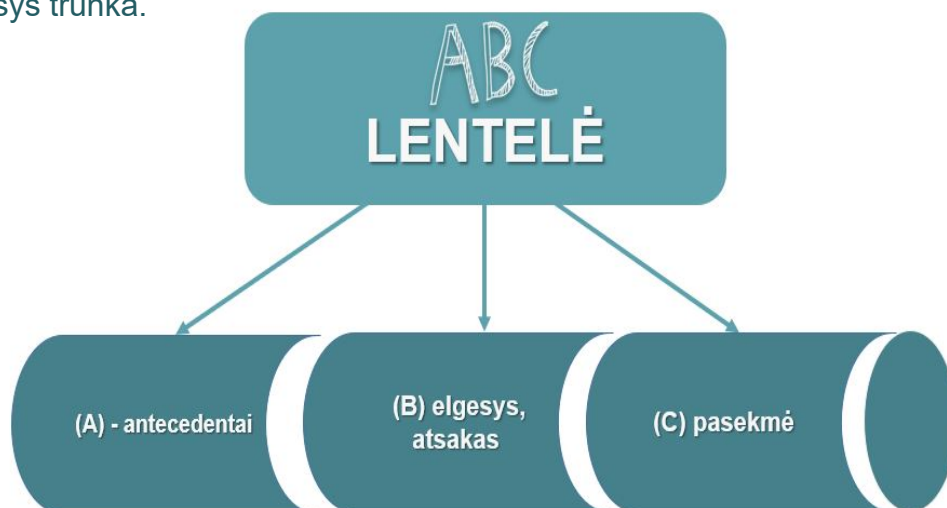 sys trunka.
ABC
LENTELĖ
(A) - antecedentai
(B) elgesys,
atsakas
(C) pasekmė